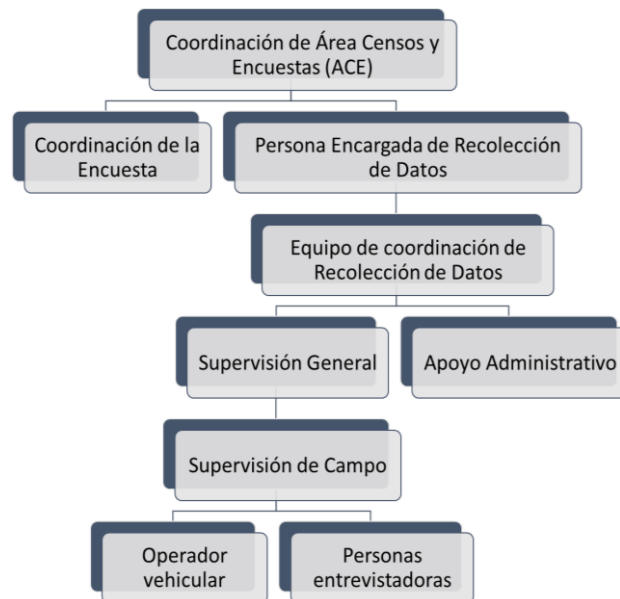 Coordinación de Área Censos y
Encuestas (ACE)
Coordinación de la
Encuesta
Persona Encargada de Recolección
de Datos
Equipo de coordinación de
Recolección de Datos
Supervisión General
Apoyo Administrativo
Supervisión de Campo
Operador
vehicular
Personas
entrevistadoras